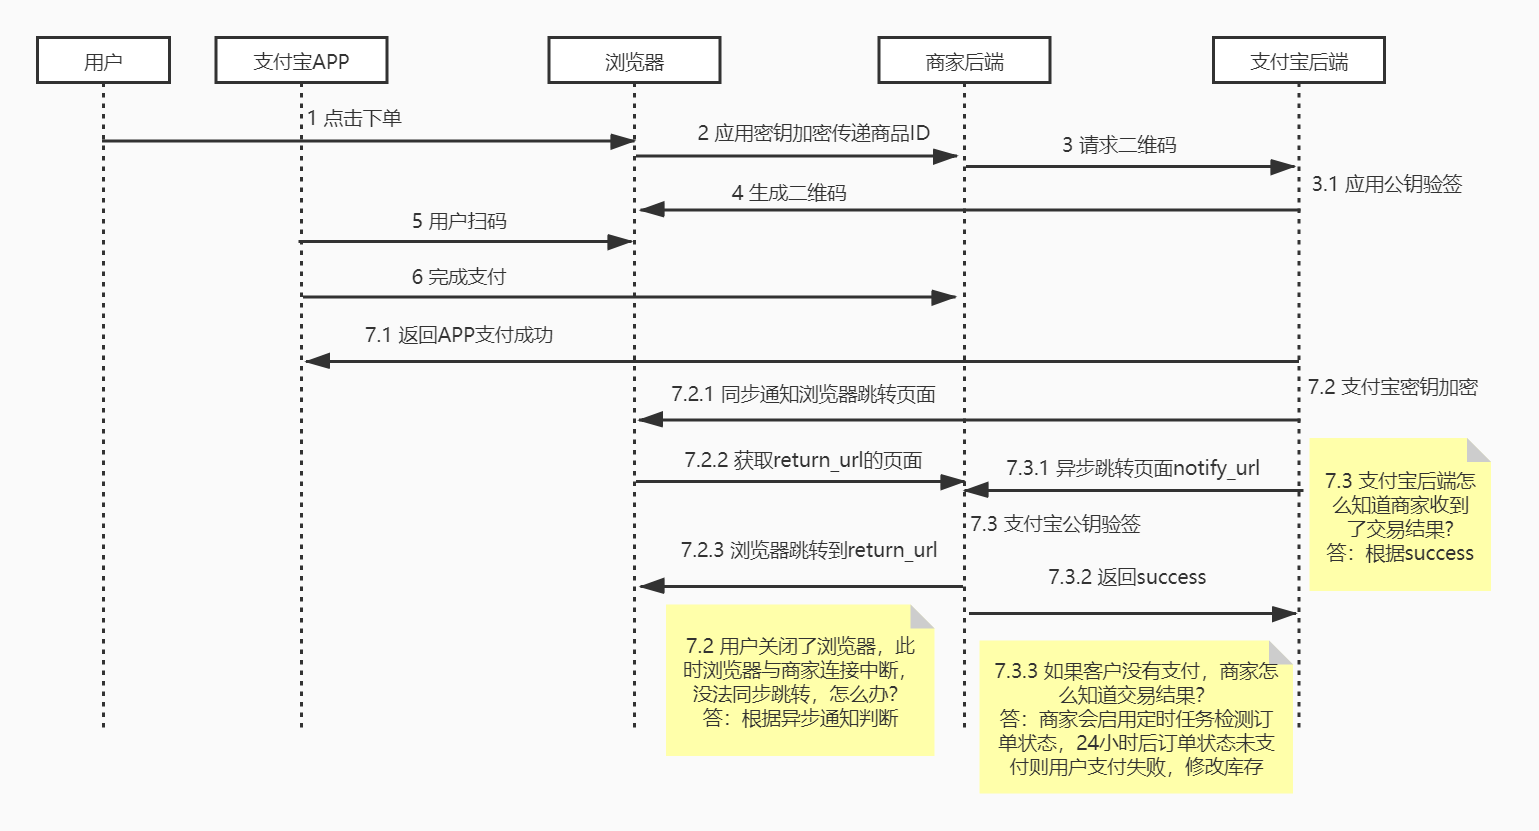 用户
支付宝APP
浏览器
商家后端
支付宝后端
1 点击下单
2 应用密钥加密传递商品ID
3 请求二维码
3.1 应用公钥验签
4 生成二维码
5 用户扫码
6 完成支付
7.1 返回APP支付成功
7.2 支付宝密钥加密
7.2.1 同步通知浏览器跳转页面
7.2.2 获取return_url的页面
7.3.1 异步跳转页面notify_url
7.3 支付宝后端怎
么知道商家收到
了交易结果？
答：根据success
7.3 支付宝公钥验签
7.2.3 浏览器跳转到return_url
7.3.2 返回success
7.2 用户关闭了浏览器，此
时浏览器与商家连接中断，
没法同步跳转，怎么办？
答：根据异步通知判断
7.3.3 如果客户没有支付，商家怎
么知道交易结果？
答：商家会启用定时任务检测订
单状态，24小时后订单状态未支
付则用户支付失败，修改库存